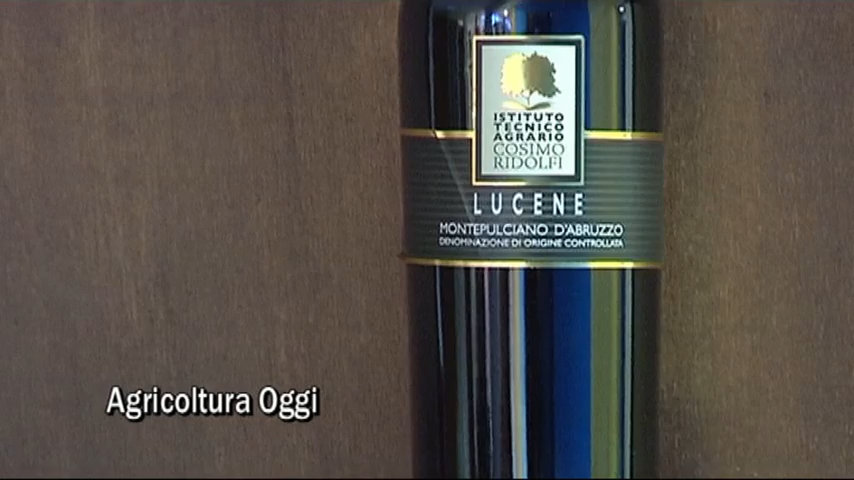 ISTITUTO
TECNICO
AGRARIO
COSIMO
RIDOLFI
LUCENE
MONTEPULCIANO D'ABRUZZO
DENOMINAZIONE DI ORIGINE CONTROLLATA
Agricoltura Oggi